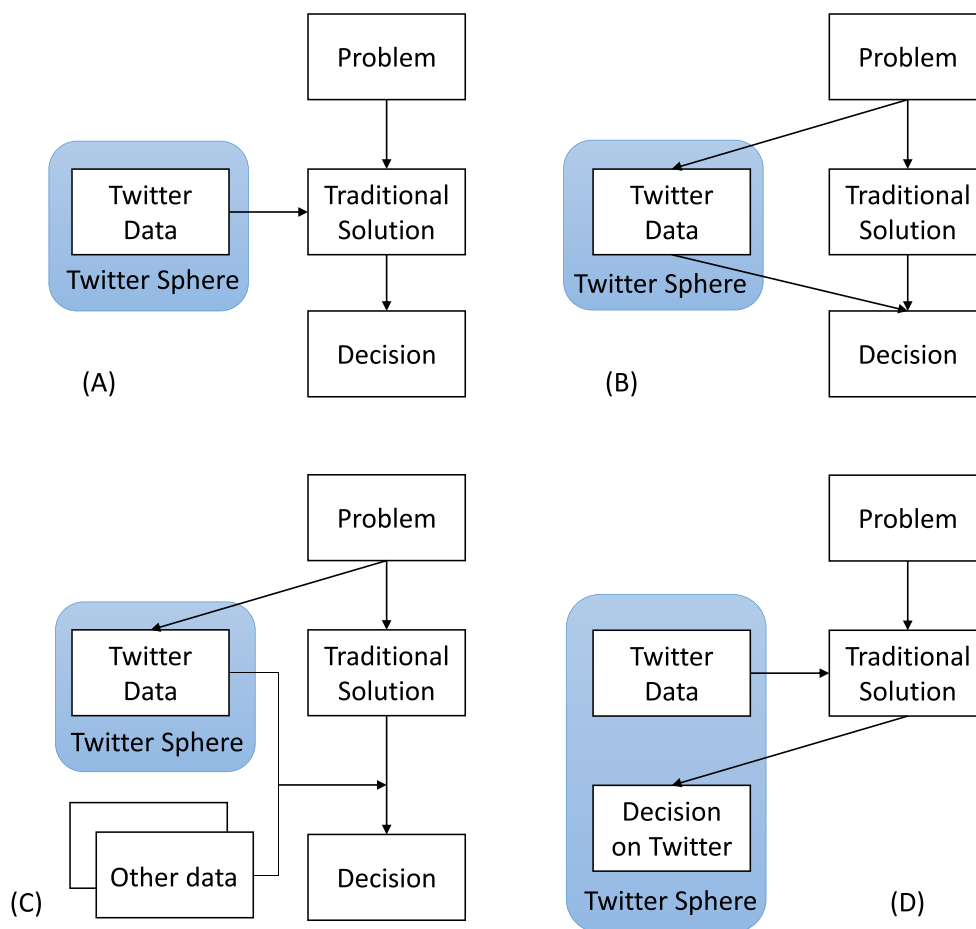 Problem
Twitter
Data
Twitter Sphere
Traditional
Solution
Decision
(A)
Problem
Twitter
Data
Twitter Sphere
Traditional
Solution
Decision
(B)
Problem
Twitter
Data
Twitter Sphere
Traditional
Solution
Other data
Decision
(C)
Problem
Twitter
Data
Traditional
Solution
Decision
on Twitter
Twitter Sphere
(D)